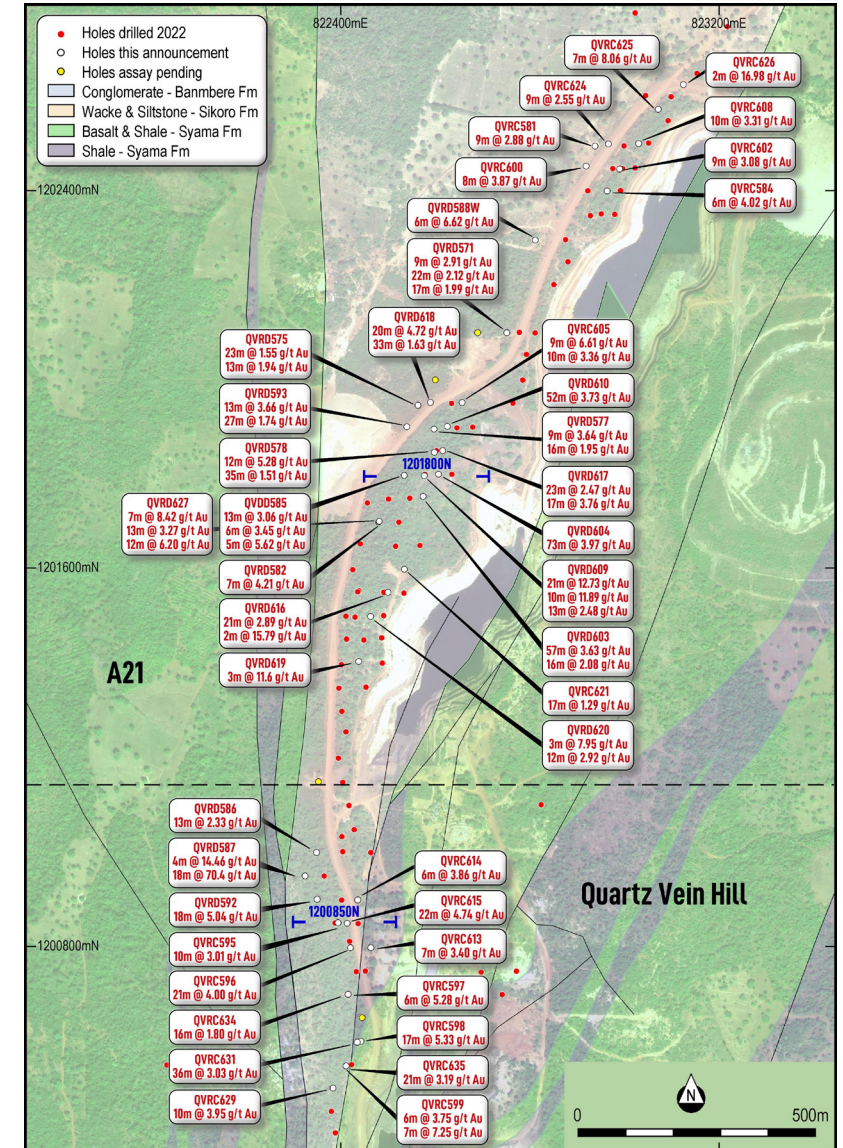 822400mE
823200mE
Holes drilled 2022
Holes this announcement
Holes assay pending
Conglomerate - Banmbere Fm
Wacke & Siltstone - Sikoro Fm
Basalt & Shale - Syama Fm
Shale - Syama Fm
QVRC625
7m @ 8.06 g/t Au
QVRC626
2m @ 16.98 g/t Au
QVRC624
9m @ 2.55 g/t Au
QVRC608
10m @ 3.31 g/t Au
QVRC581
9m @ 2.88 g/t Au
QVRC602
9m @ 3.08 g/t Au
QVRC600
8m @ 3.87 g/t Au
QVRC584
6m @ 4.02 g/t Au
1202400mN
QVRD588W
6m @ 6.62 g/t Au
QVRD571
9m @ 2.91 g/t Au
22m @ 2.12 g/t Au
17m @ 1.99 g/t Au
QVRD618
20m @ 4.72 g/t Au
33m @ 1.63 g/t Au
QVRC605
9m @ 6.61 g/t Au
10m @ 3.36 g/t Au
QVRD575
23m @ 1.55 g/t Au
13m @ 1.94 g/t Au
QVRD610
52m @ 3.73 g/t Au
QVRD593
13m @ 3.66 g/t Au
27m @ 1.74 g/t Au
QVRD577
9m @ 3.64 g/t Au
16m @ 1.95 g/t Au
QVRD578
12m @ 5.28 g/t Au
35m @ 1.51 g/t Au
1201800N
QVRD617
23m @ 2.47 g/t Au
17m @ 3.76 g/t Au
QVRD627
7m @ 8.42 g/t Au
13m @ 3.27 g/t Au
12m @ 6.20 g/t Au
QVDD585
13m @ 3.06 g/t Au
6m @ 3.45 g/t Au
5m @ 5.62 g/t Au
QVRD604
73m @ 3.97 g/t Au
1201600mN
QVRD582
7m @ 4.21 g/t Au
QVRD609
21m @ 12.73 g/t Au
10m @ 11.89 g/t Au
13m @ 2.48 g/t Au
QVRD616
21m @ 2.89 g/t Au
2m @ 15.79 g/t Au
QVRD603
57m @ 3.63 g/t Au
16m @ 2.08 g/t Au
QVRD619
3m @ 11.6 g/t Au
A21
QVRC621
17m @ 1.29 g/t Au
QVRD620
3m @ 7.95 g/t Au
12m @ 2.92 g/t Au
QVRD586
13m @ 2.33 g/t Au
QVRD587
4m @ 14.46 g/t Au
18m @ 70.4 g/t Au
QVRC614
6m @ 3.86 g/t Au
Quartz Vein Hill
QVRD592
18m @ 5.04 g/t Au
1200850N
QVRC615
22m @ 4.74 g/t Au
QVRC595
10m @ 3.01 g/t Au
QVRC613
7m @ 3.40 g/t Au
1200800mN
QVRC596
21m @ 4.00 g/t Au
QVRC597
6m @ 5.28 g/t Au
QVRC634
16m @ 1.80 g/t Au
QVRC598
17m @ 5.33 g/t Au
QVRC631
36m @ 3.03 g/t Au
QVRC635
21m @ 3.19 g/t Au
QVRC629
10m @ 3.95 g/t Au
QVRC599
6m @ 3.75 g/t Au
7m @ 7.25 g/t Au
N
0
500m